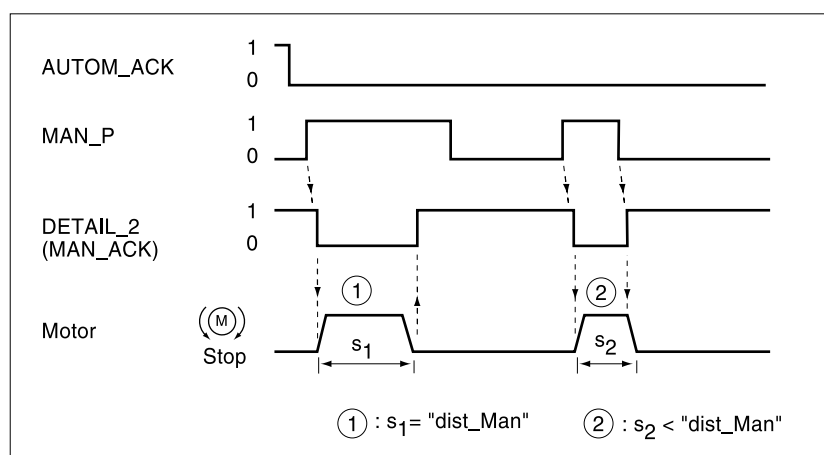 AUTOM_ACK
1
0
MAN_P
1
0
DETAIL_2
(MAN_ACK)
1
0
1
2
Motor
M
Stop
s1
s2
1 : s1= "dist_Man"
2 : s2 < "dist_Man"